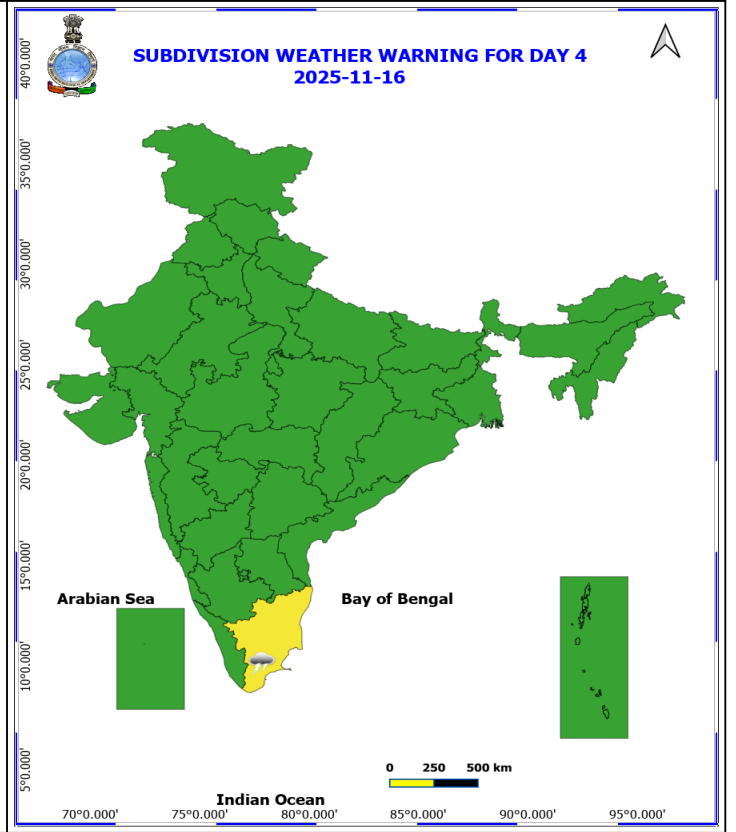 SUBDIVISION WEATHER WARNING FOR DAY 4
2025-11-16
40°0.000'
35°0.000'
30°0.000'
25°0.000'
20°0.000'
15°0.000'
10°0.000'
5°0.000'
Arabian Sea
Bay of Bengal
0 250 500 km
Indian Ocean
70°0.000' 75°0.000' 80°0.000' 85°0.000' 90°0.000' 95°0.000'